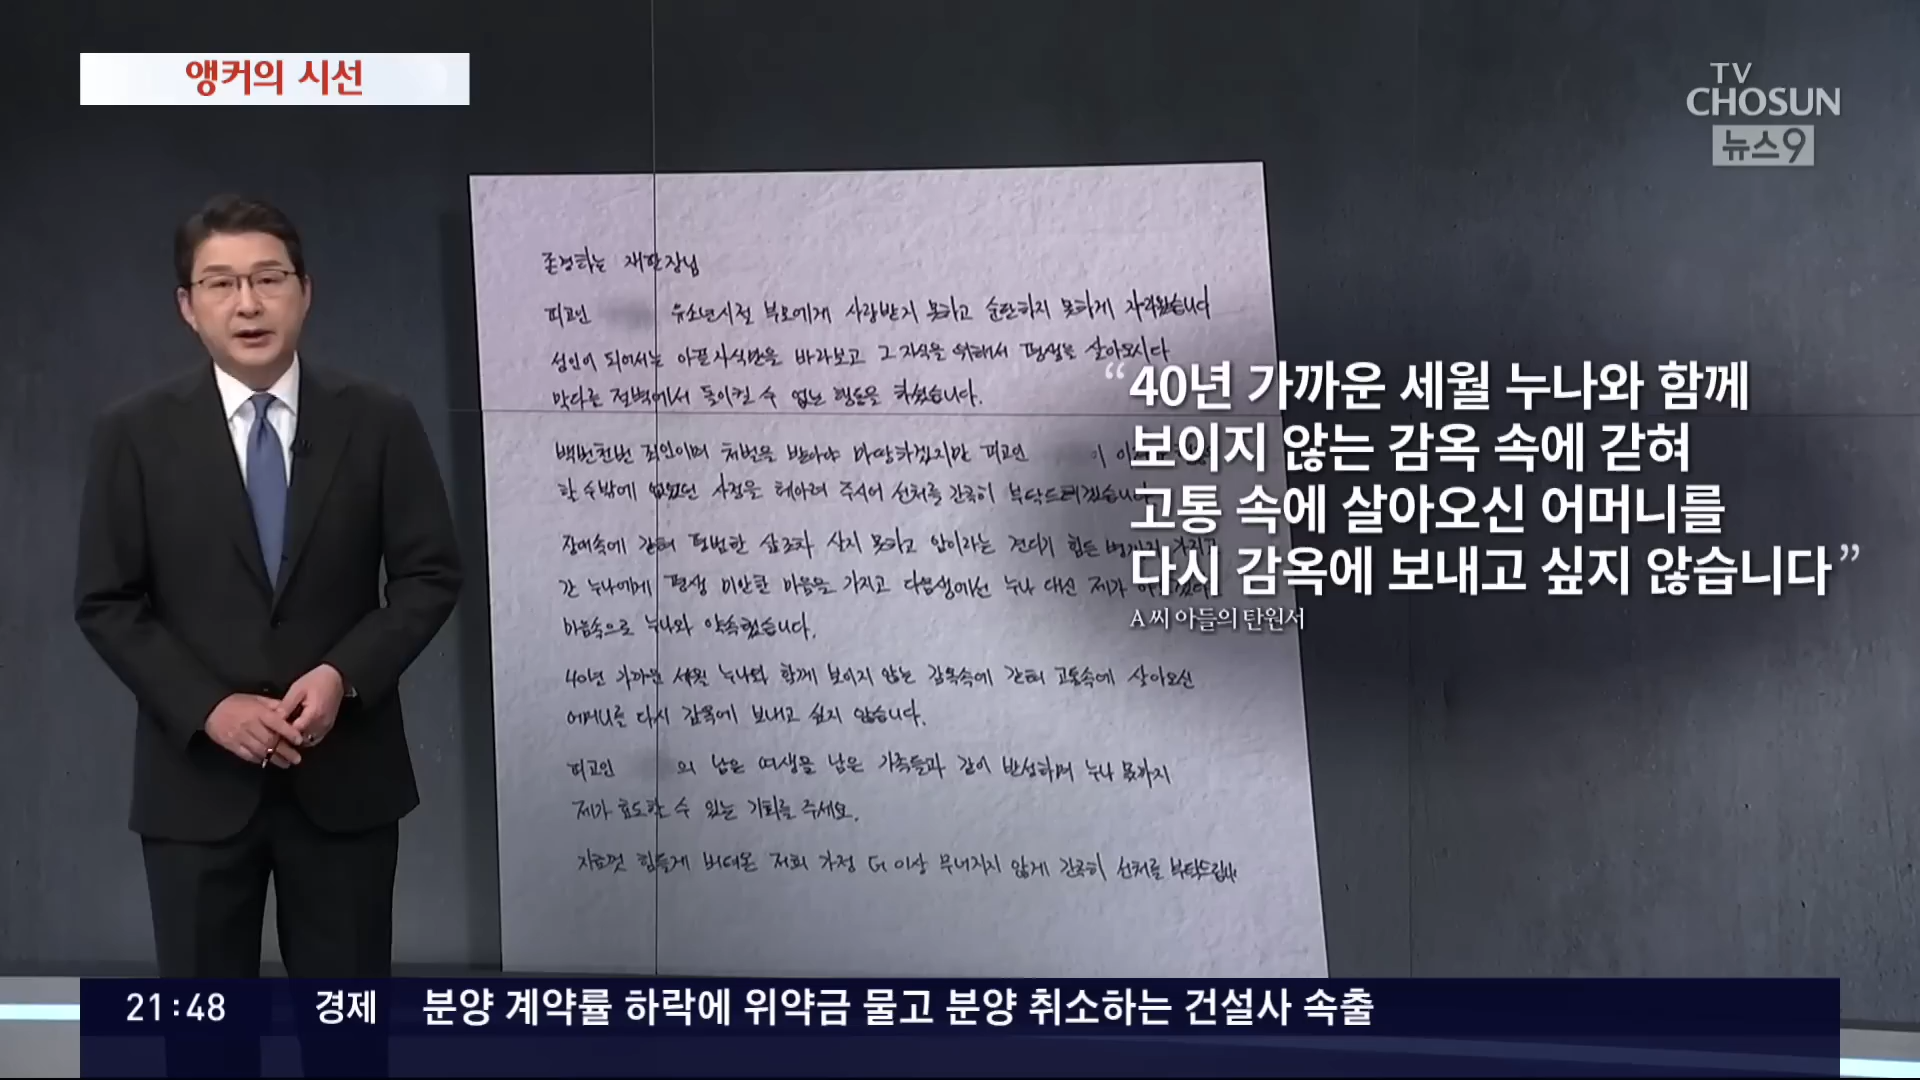 앵커의 시선
TV
CHOSUN
뉴스9
존경하는 재판장님
피고인 유소년시절 부모에게 사랑받지 못하고 순탄하지 못하게 자라왔습니다
성인이 되어서는 아픈자식만을 바라보고 그 자식을 위해서 평생을 살아오시다
막다른 절벽에서 돌이킬 수 없는 행동을 하셨습니다.
백번천번 죄인이며 처벌을 받아야 마땅하겠지만 피고인 이
할 수밖에 없었던 사정을 헤아려 주시어 선처를 간곡히 부탁드리겠습니다
장애속에 갇혀 평범한 삶조차 살지 못하고 암이라는 견디기 힘든 가지고
간 누나에게 평생 미안한 마음을 가지고 다음생에선 누나 대신 제가
마음속으로 누나와 약속했습니다.
40년 가까운 세월 누나와 함께 보이지 않는 감옥속에 갇혀 고통속에 살아오신
어머니를 다시 감옥에 보내고 싶지 않습니다.
피고인 의 남은 여생을 남은 가족들과 같이 반성하며 누나 몫까지
제가 효도할 수 있는 기회를 주세요.
지금껏 힘들게 버텨온 저희 가정 더 이상 무너지지 않게 간곡히 선처를 부탁드립니
“40년 가까운 세월 누나와 함께
보이지 않는 감옥 속에 갇혀
고통 속에 살아오신 어머니를
다시 감옥에 보내고 싶지 않습니다”
A씨 아들의 탄원서
21:48 경제 분양 계약률 하락에 위약금 물고 분양 취소하는 건설사 속출